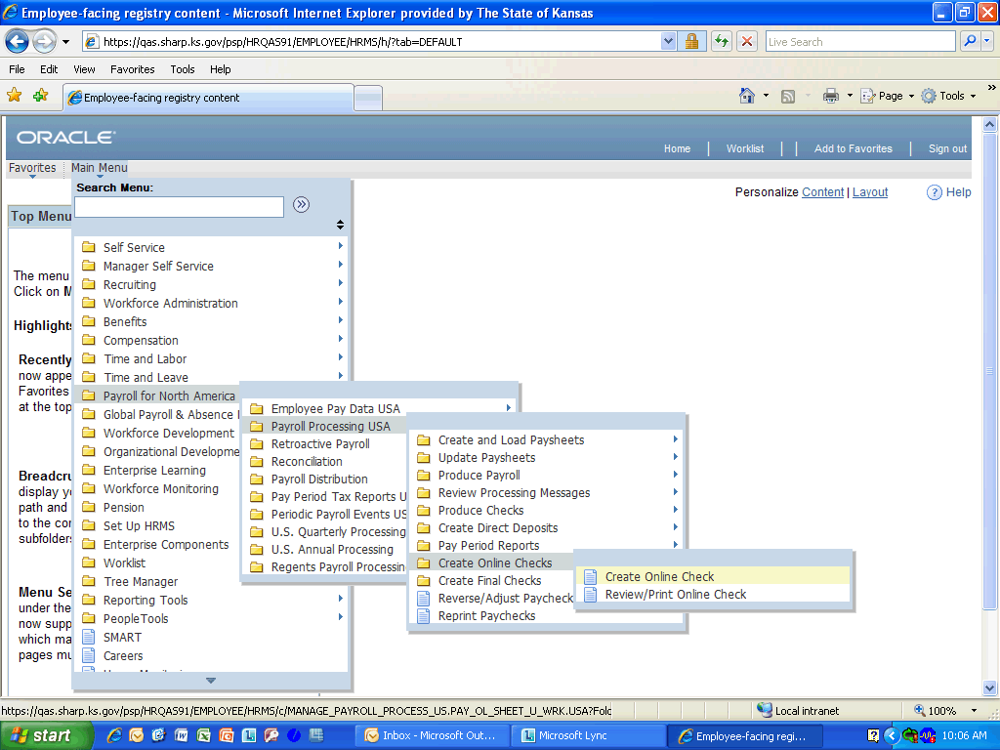 Employee-facing registry content - Microsoft Internet Explorer provided by The State of Kansas
https://qas.sharp.ks.gov/psp/HRQAS91/EMPLOYEE/HRMS/h/?tab=DEFAULT
Live Search
File Edit View Favorites Tools Help
Employee-facing registry content
Page Tools
ORACLE
Home Worklist Add to Favorites Sign out
Favorites Main Menu
Search Menu:
Personalize Content | Layout Help
Top Menu
Self Service
Manager Self Service
Recruiting
Workforce Administration
Benefits
Compensation
Time and Labor
Time and Leave
Payroll for North America
Global Payroll & Absence
Workforce Development
Organizational Developme
Enterprise Learning
Workforce Monitoring
Pension
Set Up HRMS
Enterprise Components
Worklist
Tree Manager
Reporting Tools
PeopleTools
SMART
Careers
The menu
Click on M
Highlights
Recently
now appe
Favorites
at the top
Breadcru
display yo
path and
to the con
subfolders
Menu Se
under the
now supp
which ma
pages mu
Employee Pay Data USA
Payroll Processing USA
Retroactive Payroll
Reconciliation
Payroll Distribution
Pay Period Tax Reports U
Periodic Payroll Events US
U.S. Quarterly Processing
U.S. Annual Processing
Regents Payroll Processin
Create and Load Paysheets
Update Paysheets
Produce Payroll
Review Processing Messages
Produce Checks
Create Direct Deposits
Pay Period Reports
Create Online Checks
Create Final Checks
Reverse/Adjust Paycheck
Reprint Paychecks
Create Online Check
Review/Print Online Check
https://qas.sharp.ks.gov/psp/HRQAS91/EMPLOYEE/HRMS/c/MANAGE_PAYROLL_PROCESS_US.PAY_OL_SHEET_U_WRK.USA?Fold
Local intranet 100%
start Inbox - Microsoft Out... Microsoft Lync Employee-facing regi... 10:06 AM